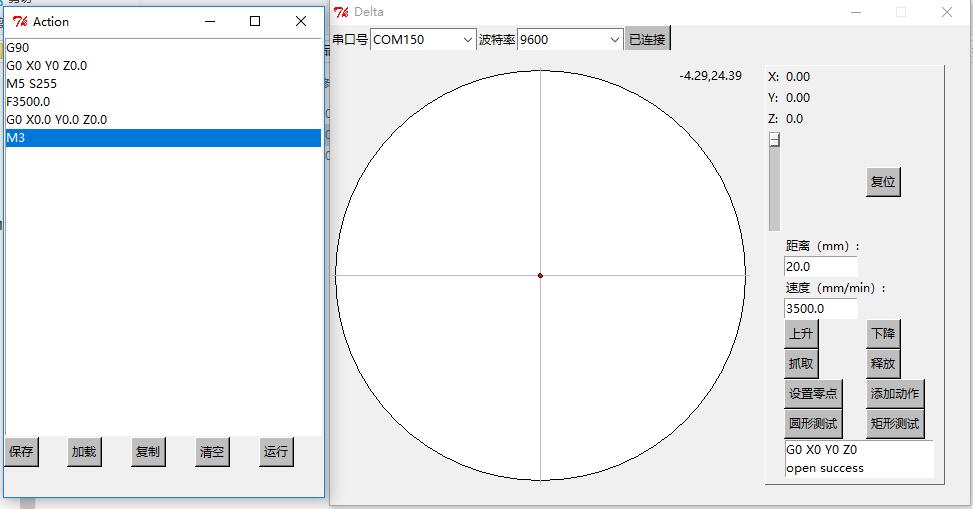 Action
G90
G0 X0 Y0 Z0.0
M5 S255
F3500.0
G0 X0.0 Y0.0 Z0.0
M3
保存 加载 复制 清空 运行
Delta
串口号 COM150 波特率 9600 已连接
-4.29,24.39
X: 0.00
Y: 0.00
Z: 0.0
复位
距离（mm）:
20.0
速度（mm/min）:
3500.0
上升 下降
抓取 释放
设置零点 添加动作
圆形测试 矩形测试
G0 X0 Y0 Z0
open success